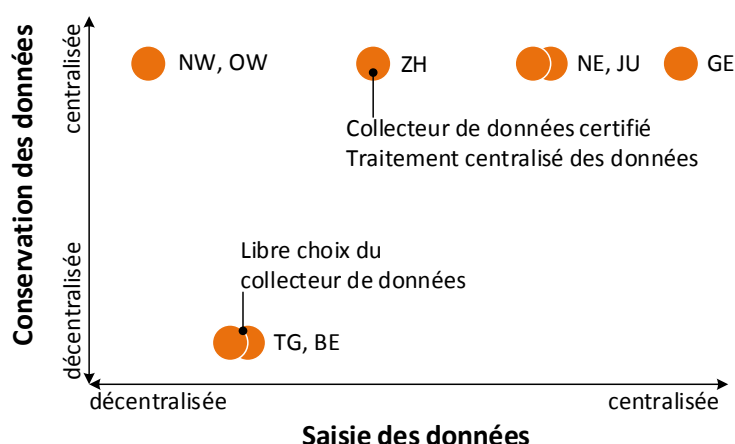 Conservation des données
centralisée
décentralisée
NW, OW
ZH
NE, JU
GE
Collecteur de données certifié
Traitement centralisé des données
Libre choix du
collecteur de données
TG, BE
décentralisée
centralisée
Saisie des données